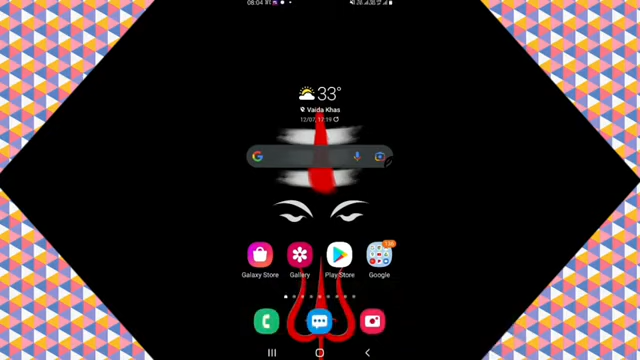 08:04
33°
Vaida Khas
12/07, 17:19
Galaxy Store
Gallery
Play Store
Google